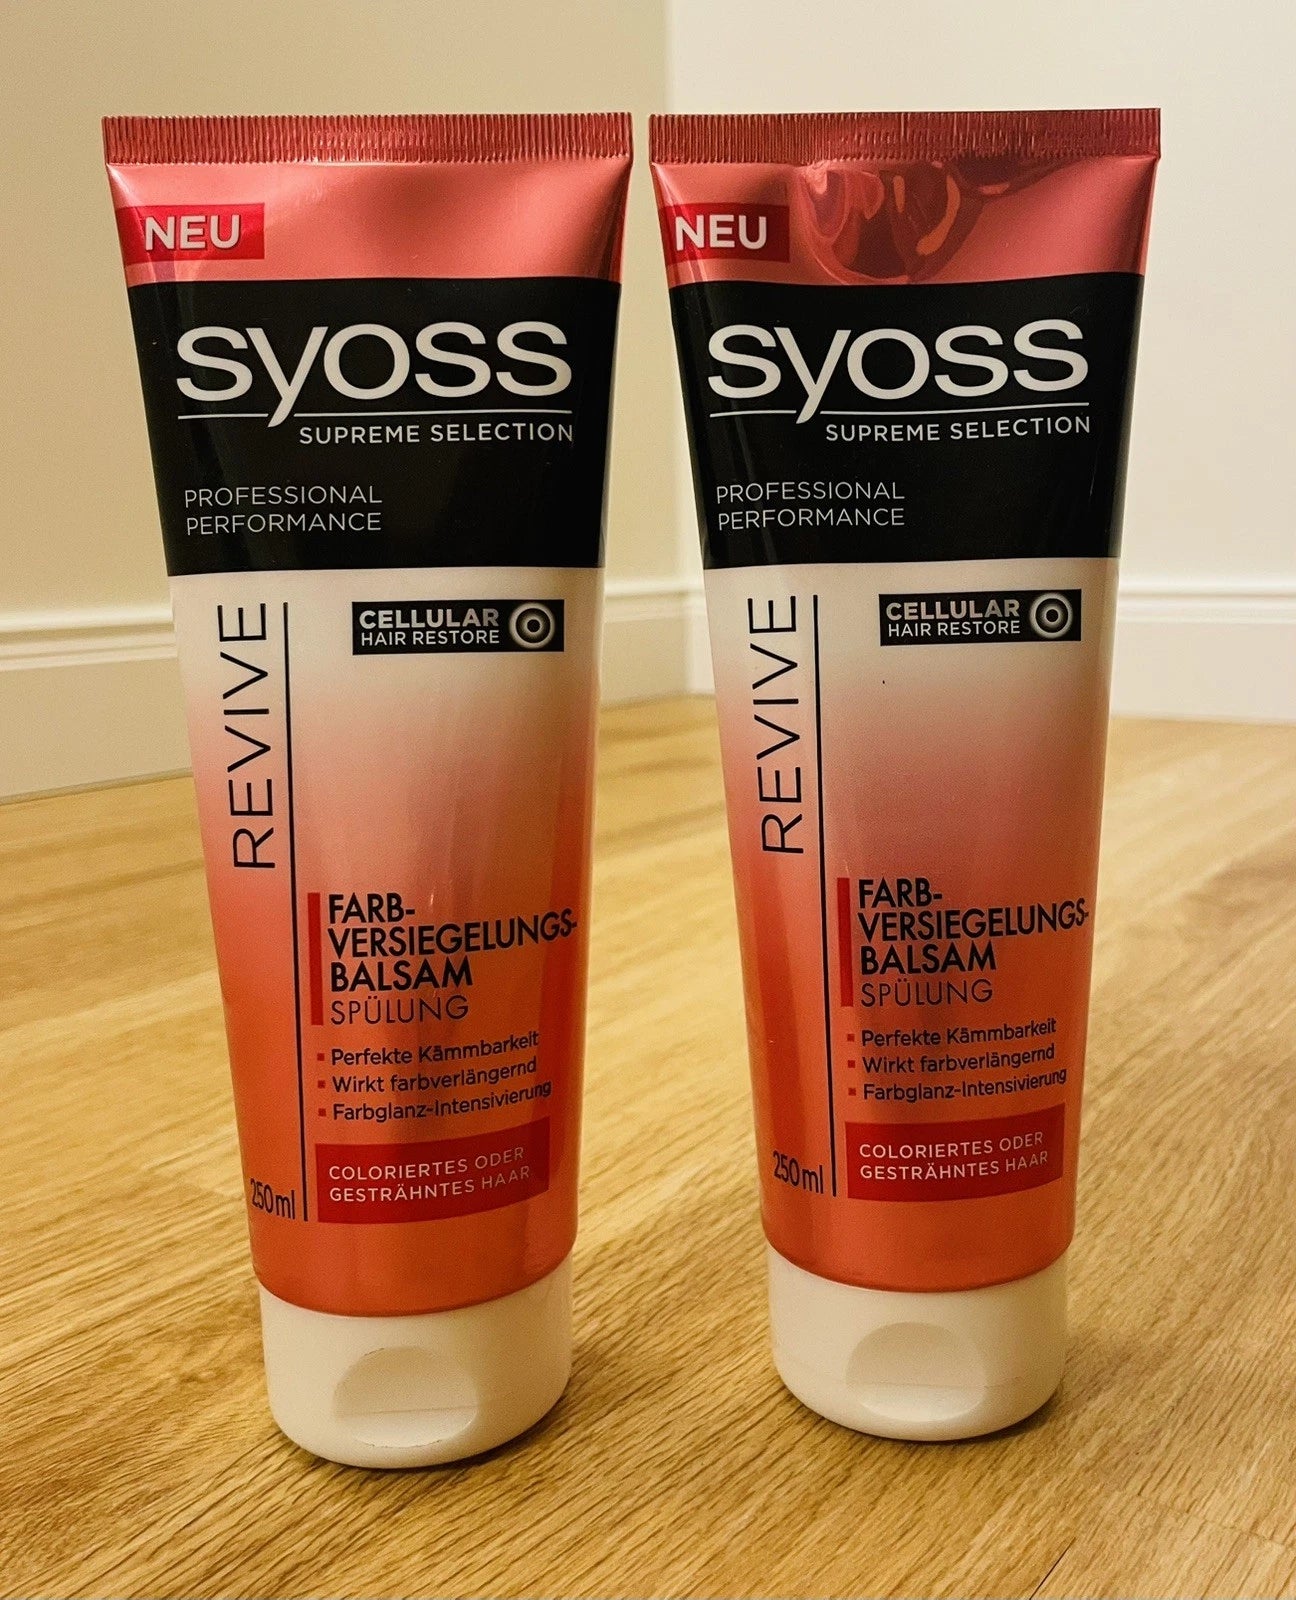 NEU
syoss
SUPREME SELECTION
PROFESSIONAL
PERFORMANCE
REVIVE
CELLULAR
HAIR RESTORE
FARB-
VERSIEGELUNGS-
BALSAM
SPÜLUNG
Perfekte Kämmbarkeit
Wirkt farbverlängernd
Farbglanz-Intensivierung
COLORIERTES ODER
GESTRÄHNTES HAAR
250ml
NEU
syoss
SUPREME SELECTION
PROFESSIONAL
PERFORMANCE
REVIVE
CELLULAR
HAIR RESTORE
FARB-
VERSIEGELUNGS-
BALSAM
SPÜLUNG
Perfekte Kämmbarkeit
Wirkt farbverlängernd
Farbglanz-Intensivierung
COLORIERTES ODER
GESTRÄHNTES HAAR
250ml